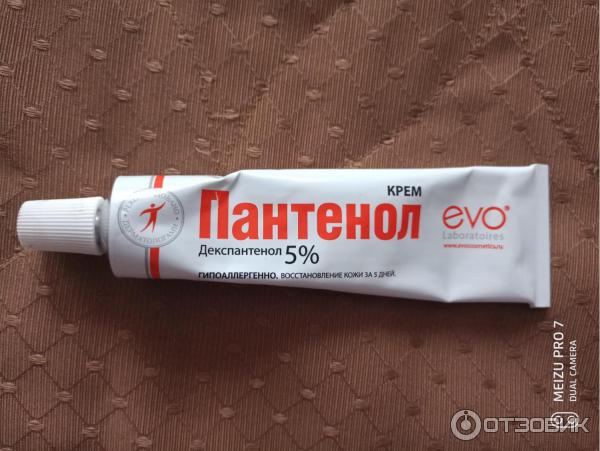 КРЕМ
Пантенол
Декспантенол 5%
ГИПОАЛЛЕРГЕННО. ВОССТАНОВЛЕНИЕ КОЖИ ЗА 5 ДНЕЙ.
evo®
Laboratoires
www.evocosmetics.ru
MEIZU PRO 7
DUAL CAMERA
ОТЗОВИК